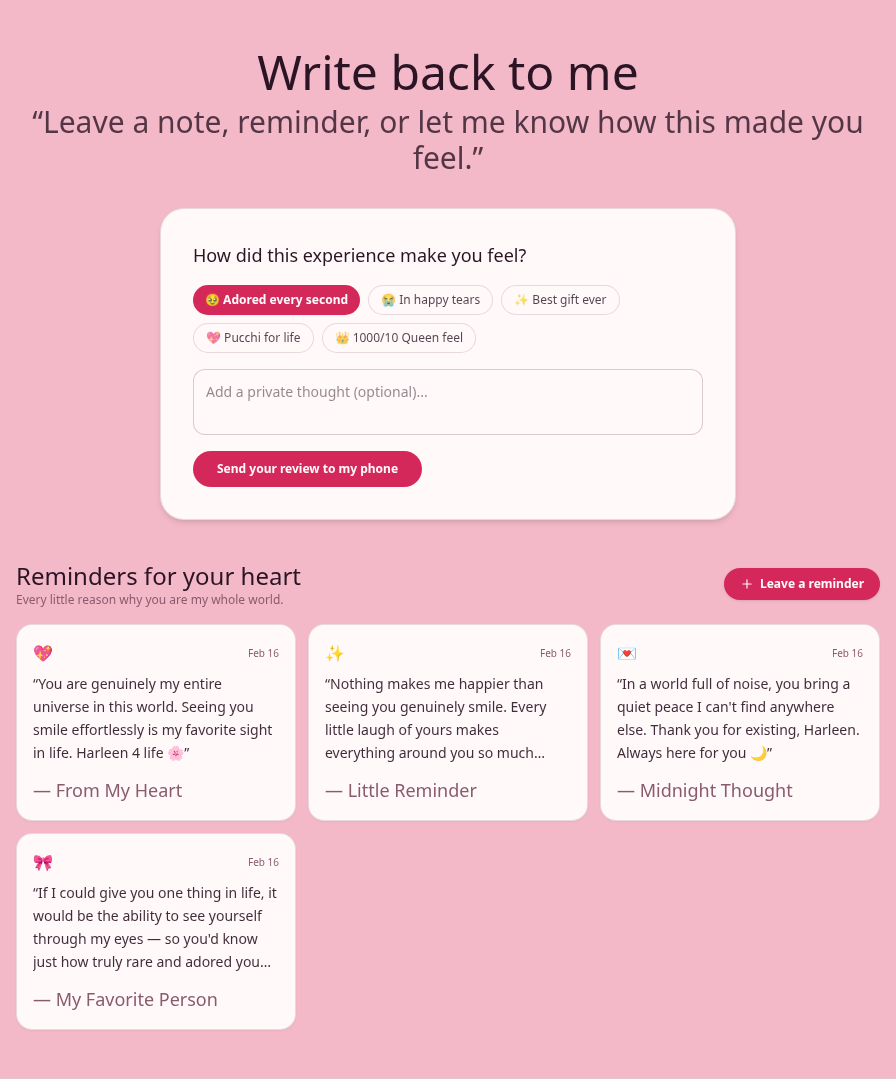 Write back to me
“Leave a note, reminder, or let me know how this made you
feel.”
How did this experience make you feel?
🥹 Adored every second
😭 In happy tears
✨ Best gift ever
💖 Pucchi for life
👑 1000/10 Queen feel
Add a private thought (optional)...
Send your review to my phone
Reminders for your heart
Every little reason why you are my whole world.
+ Leave a reminder
💖 Feb 16
“You are genuinely my entire
universe in this world. Seeing you
smile effortlessly is my favorite sight
in life. Harleen 4 life 🌸”
— From My Heart
✨ Feb 16
“Nothing makes me happier than
seeing you genuinely smile. Every
little laugh of yours makes
everything around you so much...
— Little Reminder
💌 Feb 16
“In a world full of noise, you bring a
quiet peace I can't find anywhere
else. Thank you for existing, Harleen.
Always here for you 🌙”
— Midnight Thought
🎀 Feb 16
“If I could give you one thing in life, it
would be the ability to see yourself
through my eyes — so you'd know
just how truly rare and adored you...
— My Favorite Person